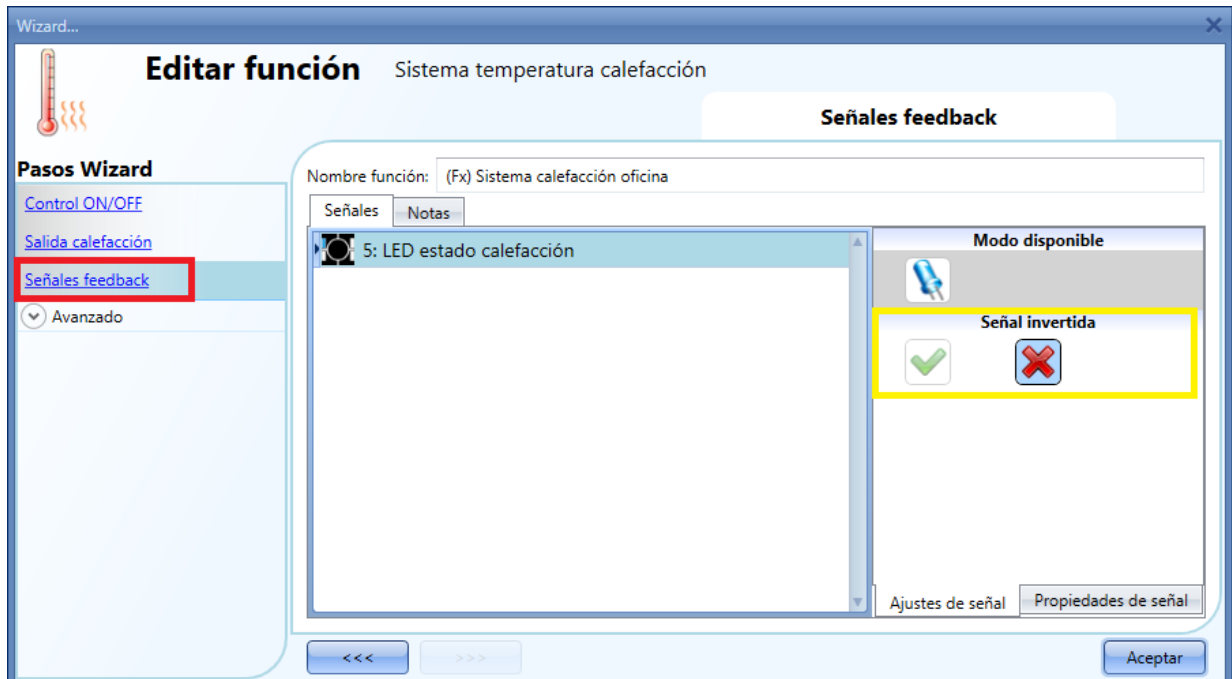 Wizard...
Editar función
Sistema temperatura calefacción
Señales feedback
Pasos Wizard
Control ON/OFF
Salida calefacción
Señales feedback
Avanzado
Nombre función: (Fx) Sistema calefacción oficina
Señales Notas
5: LED estado calefacción
Modo disponible
Señal invertida
Ajustes de señal Propiedades de señal
<<< >>> Aceptar